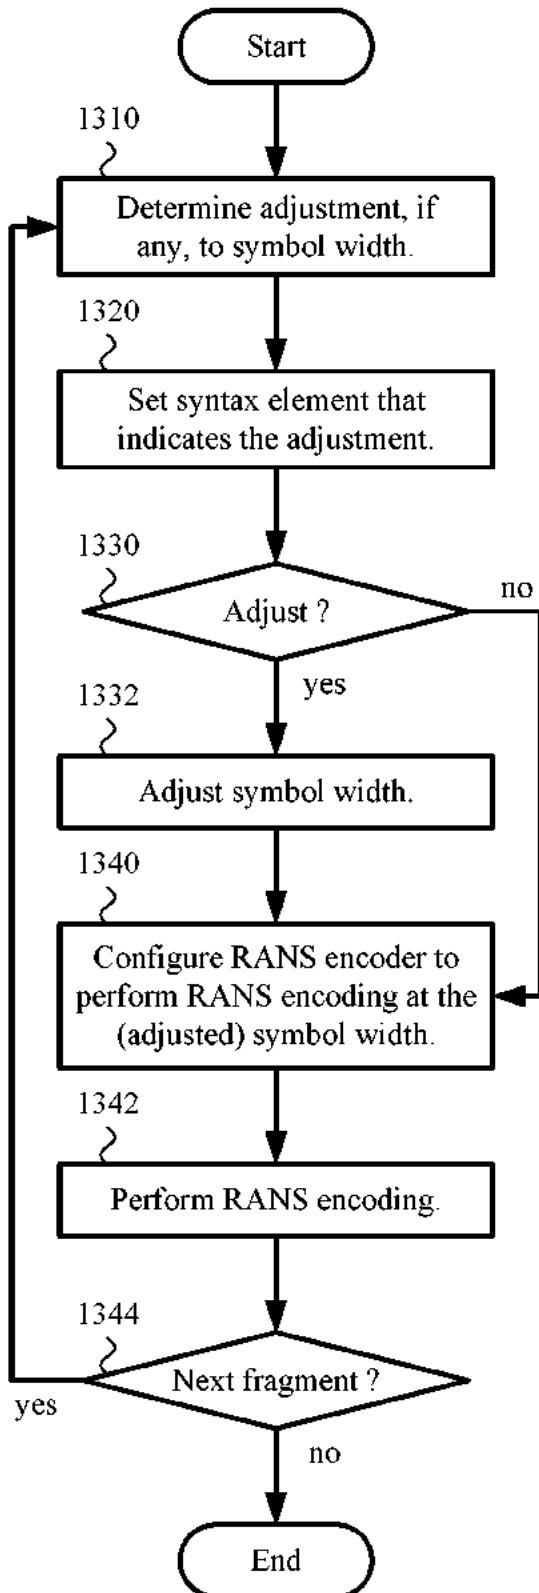 Start
1310
Determine adjustment, if
any, to symbol width.
1320
Set syntax element that
indicates the adjustment.
1330
Adjust ?
no
yes
1332
Adjust symbol width.
1340
Configure RANS encoder to
perform RANS encoding at the
(adjusted) symbol width.
1342
Perform RANS encoding.
1344
Next fragment ?
yes
no
End